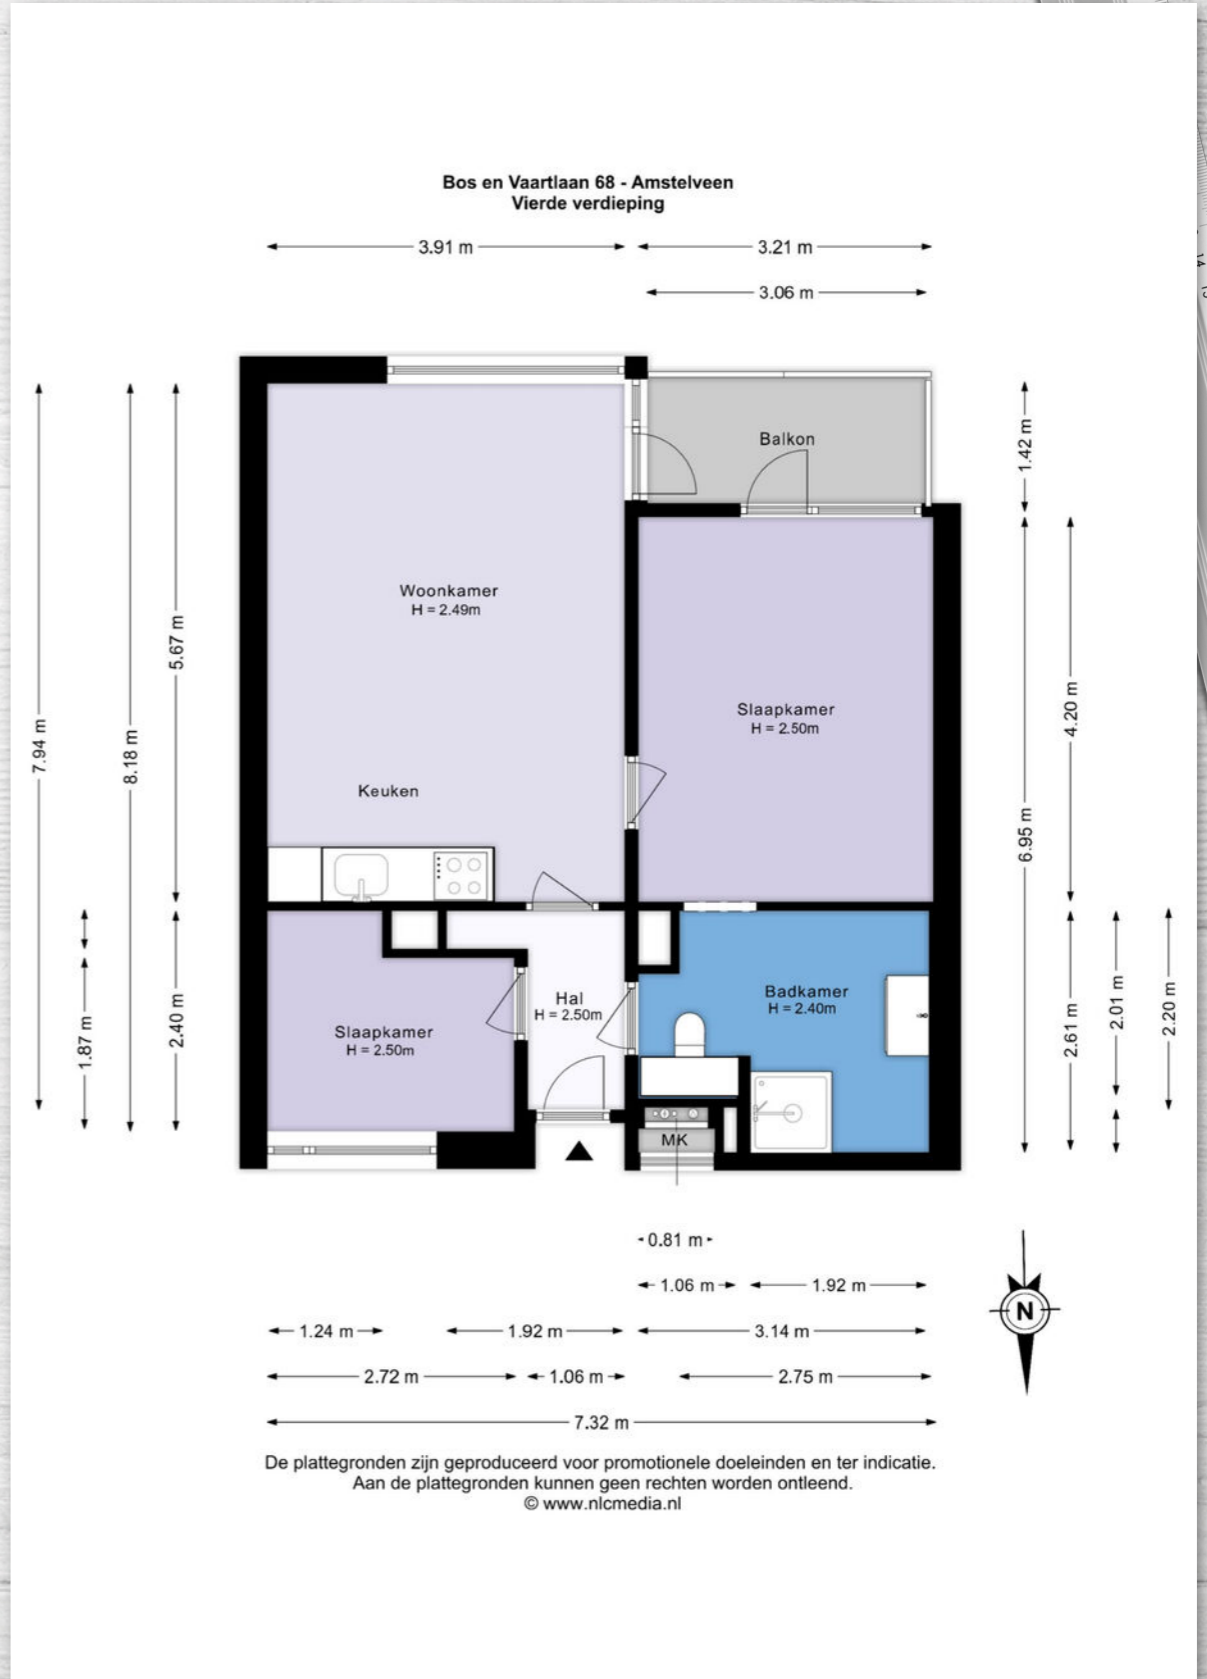 Bos en Vaartlaan 68 - Amstelveen
Vierde verdieping
3.91 m
3.21 m
3.06 m
Balkon
1.42 m
Woonkamer
H = 2.49m
5.67 m
Slaapkamer
H = 2.50m
4.20 m
7.94 m
8.18 m
Keuken
6.95 m
Slaapkamer
H = 2.50m
Hal
H = 2.50m
Badkamer
H = 2.40m
1.87 m
2.40 m
2.61 m
2.01 m
2.20 m
MK
0.81 m
1.06 m
1.92 m
1.24 m
1.92 m
3.14 m
2.72 m
1.06 m
2.75 m
7.32 m
N
De plattegronden zijn geproduceerd voor promotionele doeleinden en ter indicatie.
Aan de plattegronden kunnen geen rechten worden ontleend.
© www.nlcmedia.nl